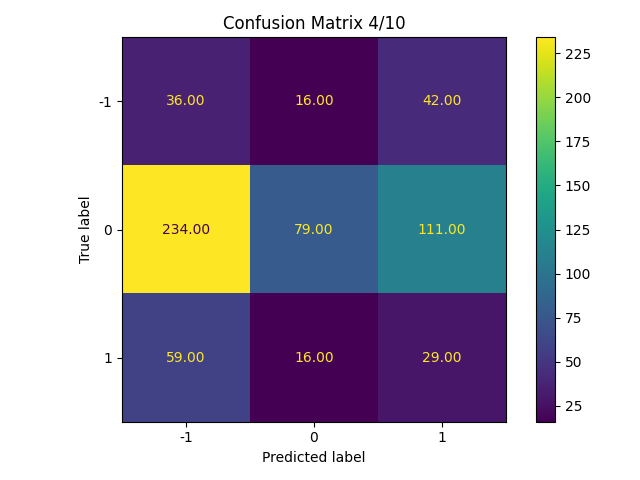 Confusion Matrix 4/10
-1 36.00 16.00 42.00
0 234.00 79.00 111.00
1 59.00 16.00 29.00
-1 0 1
Predicted label
True label
225
200
175
150
125
100
75
50
25